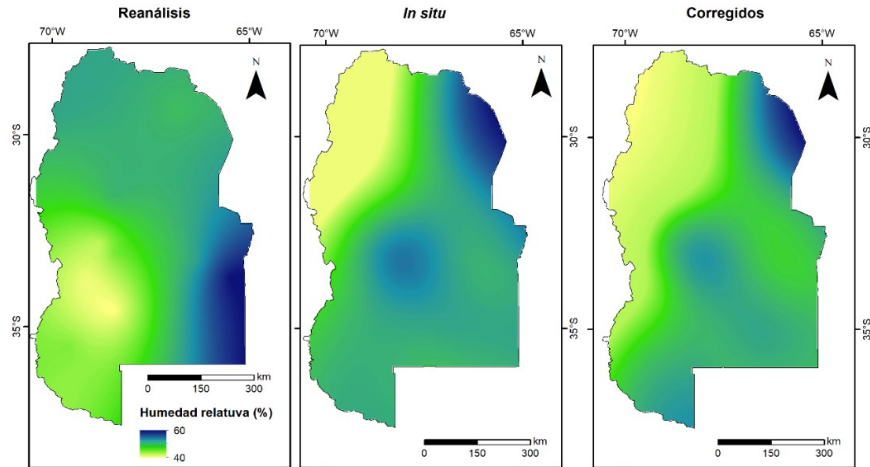 Reanálisis
In situ
Corregidos
70°W 65°W
70°W 65°W
70°W 65°W
N
N
N
30°S
30°S
30°S
35°S
35°S
35°S
km
0 150 300
Humedad relatuva (%)
60
40
km
0 150 300
km
0 150 300